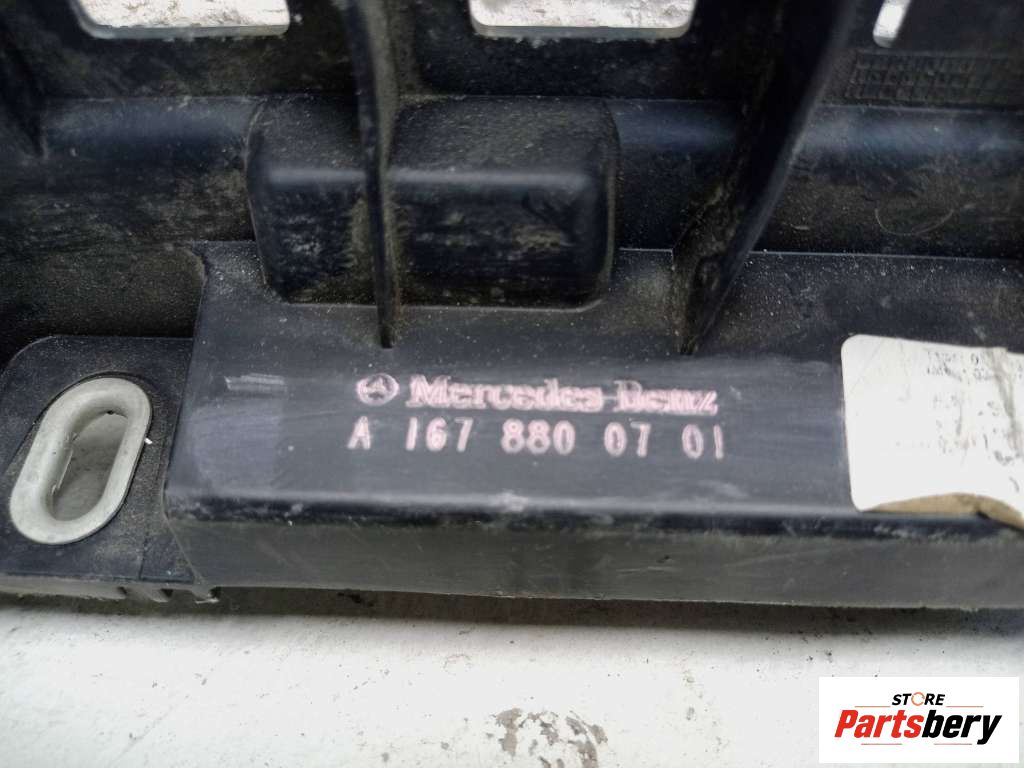 Mercedes-Benz
A 167 880 07 01
STORE
Partsbery